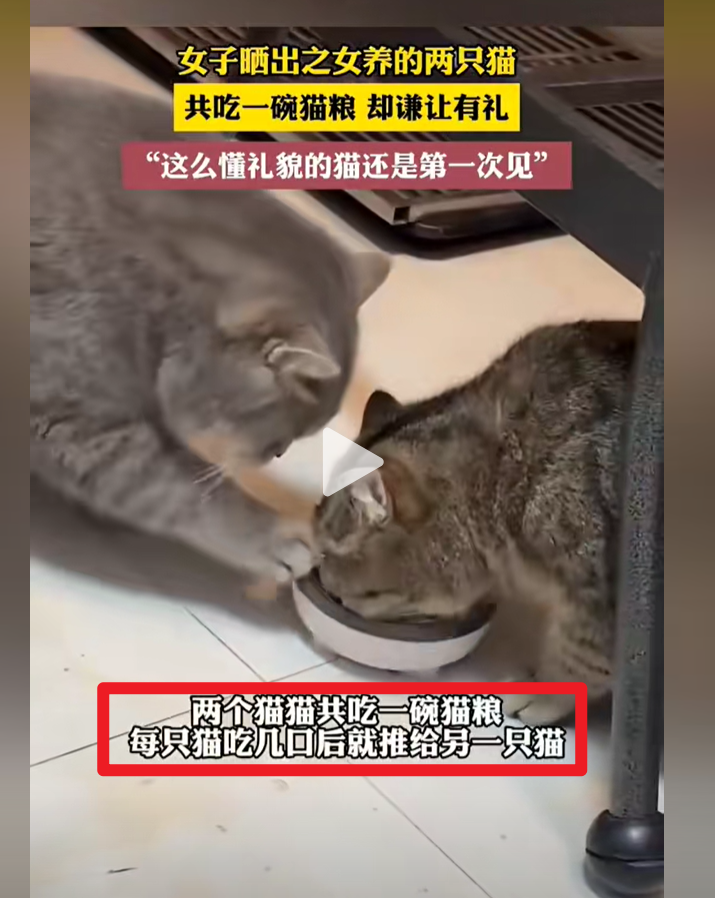 女子晒出之女养的两只猫
共吃一碗猫粮 却谦让有礼
“这么懂礼貌的猫还是第一次见”
两个猫猫共吃一碗猫粮
每只猫吃几口后就推给另一只猫